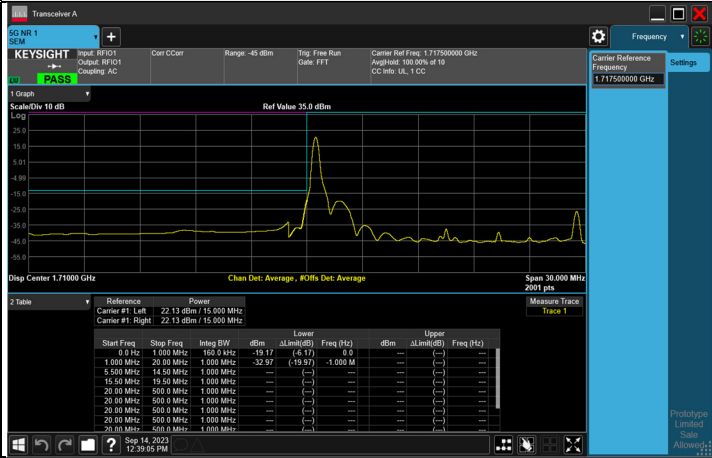 Transceiver A
5G NR 1
SEM
KEYSIGHT
PASS
Input: RFIO1
Output: RFIO1
Coupling: AC
Corr CCorr
Range: -45 dBm
Trig: Free Run
Gate: FFT
Carrier Ref Freq: 1.717500000 GHz
Avg|Hold: 100.00% of 10
CC Info: UL, 1 CC
Frequency
Carrier Reference
Frequency
1.717500000 GHz
Settings
1 Graph
Scale/Div 10 dB
Ref Value 35.0 dBm
Log
25.0
15.0
5.01
-4.99
-15.0
-25.0
-35.0
-45.0
-55.0
Disp Center 1.71000 GHz
Chan Det: Average , #Offs Det: Average
Span 30.000 MHz
2001 pts
2 Table
Measure Trace
Trace 1
Reference Power
Carrier #1: Left 22.13 dBm / 15.000 MHz
Carrier #1: Right 22.13 dBm / 15.000 MHz
Lower Upper
Start Freq Stop Freq Integ BW dBm ΔLimit(dB) Freq (Hz) dBm ΔLimit(dB) Freq (Hz)
0.0 Hz 1.000 MHz 160.0 kHz -19.17 (-6.17) 0.0 --- (---) ---
1.000 MHz 20.00 MHz 1.000 MHz -32.97 (-19.97) -1.000 M --- (---) ---
5.500 MHz 14.50 MHz 1.000 MHz --- (---) --- --- (---) ---
15.50 MHz 19.50 MHz 1.000 MHz --- (---) --- --- (---) ---
20.00 MHz 500.0 MHz 1.000 MHz --- (---) --- --- (---) ---
20.00 MHz 500.0 MHz 1.000 MHz --- (---) --- --- (---) ---
20.00 MHz 500.0 MHz 1.000 MHz --- (---) --- --- (---) ---
20.00 MHz 500.0 MHz 1.000 MHz --- (---) --- --- (---) ---
Sep 14, 2023
12:39:05 PM
Prototype
Limited
Sale
Allowed